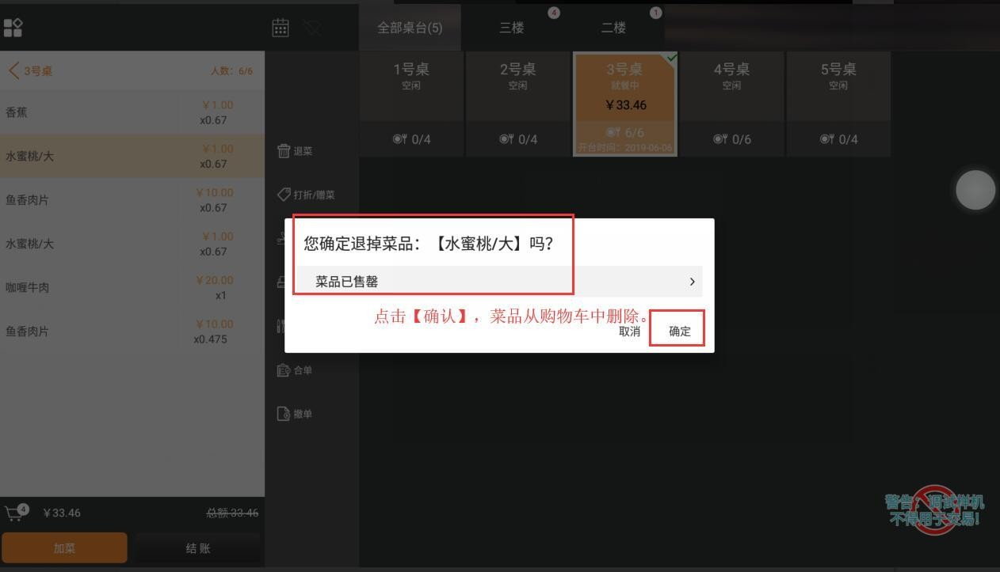 全部桌台(5)
三楼
4
二楼
1
3号桌
人数: 6/6
香蕉
￥1.00
x0.67
水蜜桃/大
￥1.00
x0.67
鱼香肉片
￥10.00
x0.67
水蜜桃/大
￥1.00
x0.67
咖喱牛肉
￥20.00
x1
鱼香肉片
￥10.00
x0.475
4
￥33.46
总额 33.46
加菜
结 账
退菜
打折/赠菜
合单
撤单
1号桌
空闲
0/4
2号桌
空闲
0/4
3号桌
就餐中
￥33.46
6/6
开台时间: 2019-06-06
4号桌
空闲
0/6
5号桌
空闲
0/4
您确定退掉菜品: 【水蜜桃/大】吗?
菜品已售罄
点击【确认】，菜品从购物车中删除。
取消
确定
警告: 调试样机
不得用于交易!